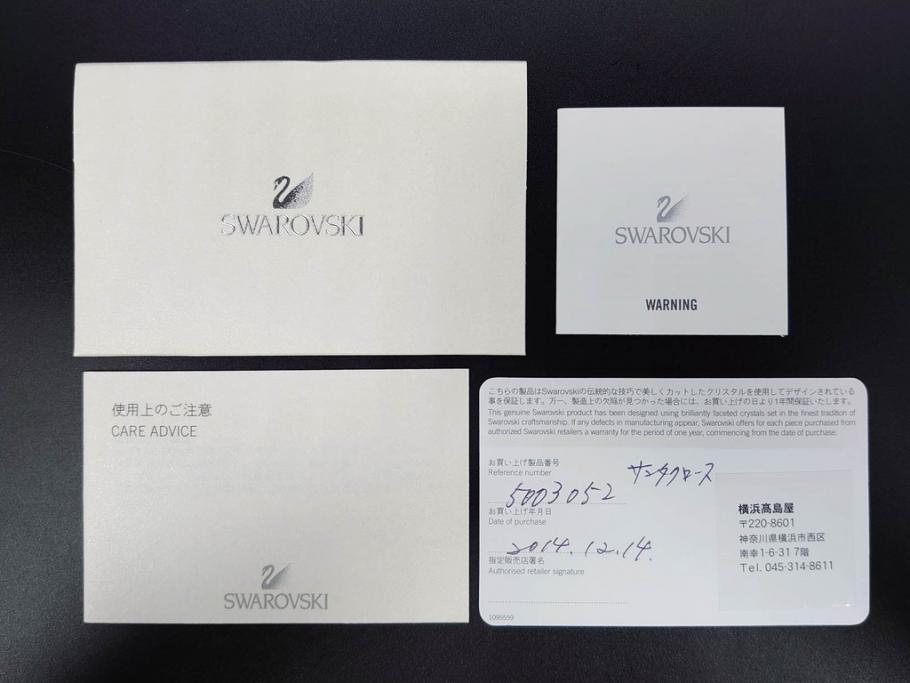 SWAROVSKI
SWAROVSKI
WARNING
使用上のご注意
CARE ADVICE
SWAROVSKI
こちらの製品はSwarovskiの伝統的な技巧で美しくカットしたクリスタルを使用してデザインされている
事を保証します。万一、製造上の欠陥が見つかった場合には、お買い上げの日より1年間保証いたします。
This genuine Swarovski product has been designed using brilliantly faceted crystals set in the finest tradition of
Swarovski craftsmanship. If any defects in manufacturing appear, Swarovski offers for each piece purchased from
authorized Swarovski retailers a warranty for the period of one year, commencing from the date of purchase.
お買い上げ製品番号
Reference number
サンタクロース
5003052
お買い上げ年月日
Date of purchase
2014.12.14.
指定販売店署名
Authorised retailer signature
横浜髙島屋
〒220-8601
神奈川県横浜市西区
南幸1-6-31 7階
Tel. 045-314-8611
1095559